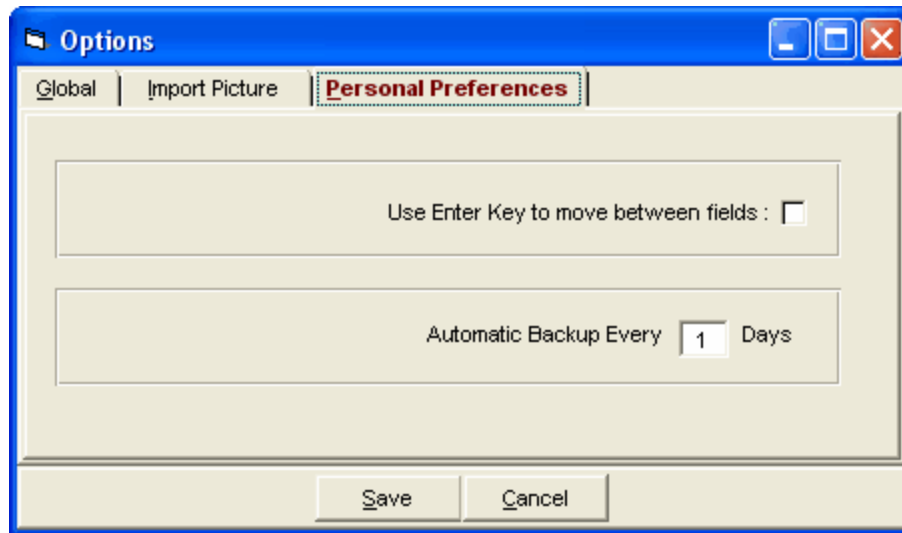 Options
Global Import Picture Personal Preferences
Use Enter Key to move between fields :
Automatic Backup Every 1 Days
Save Cancel